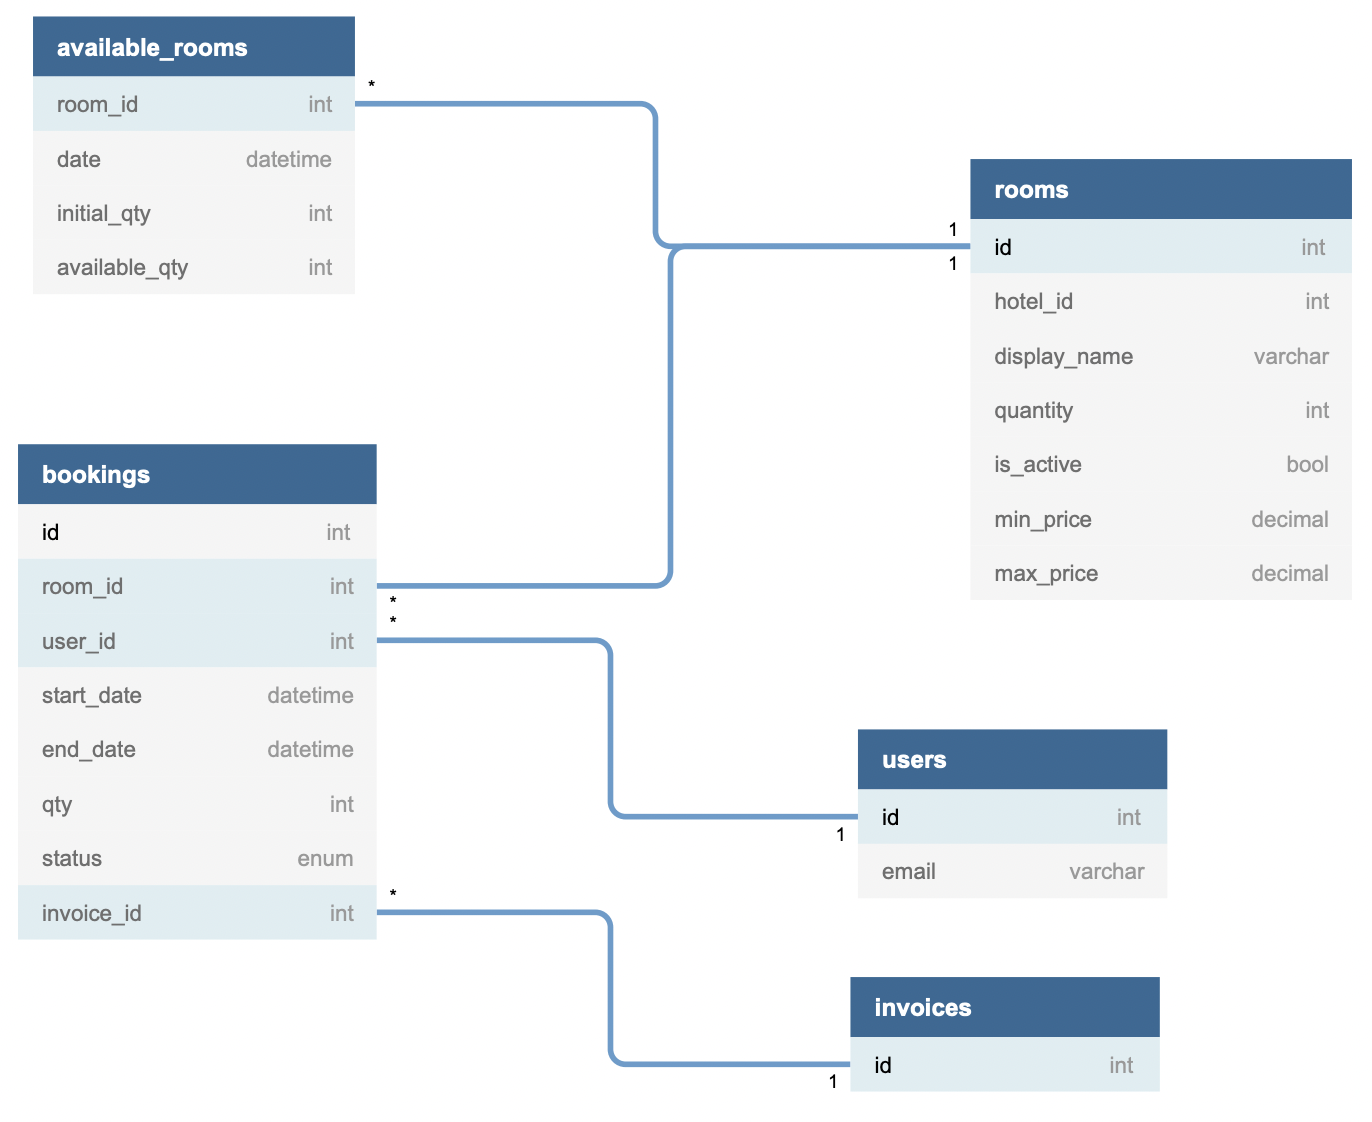 available_rooms
*
room_id int
date datetime
initial_qty int
available_qty int
rooms
1
id int
1
hotel_id int
display_name varchar
quantity int
is_active bool
min_price decimal
max_price decimal
bookings
id int
room_id int
*
*
user_id int
start_date datetime
end_date datetime
qty int
status enum
*
invoice_id int
users
id int
1
email varchar
invoices
id int
1